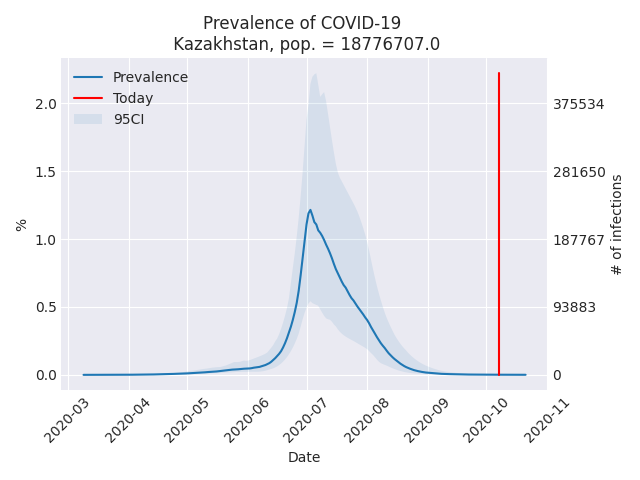 Prevalence of COVID-19
Kazakhstan, pop. = 18776707.0
Prevalence
Today
95CI
2.0
1.5
1.0
0.5
0.0
%
375534
281650
187767
93883
0
# of infections
2020-03
2020-04
2020-05
2020-06
2020-07
2020-08
2020-09
2020-10
2020-11
Date